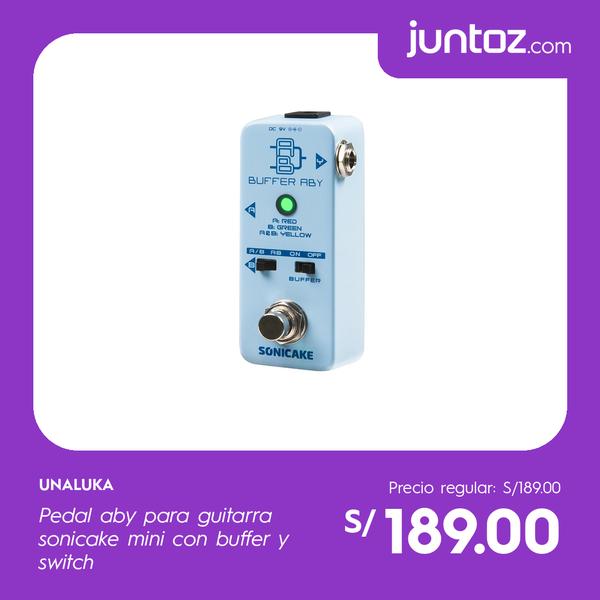 juntoz.com
DC 9V
A
B
BUFFER ABY
A
A: RED
B: GREEN
A&B: YELLOW
A/B AB ON OFF
B
BUFFER
SONICAKE
UNALUKA
Precio regular: S/189.00
Pedal aby para guitarra
sonicake mini con buffer y
switch
S/189.00